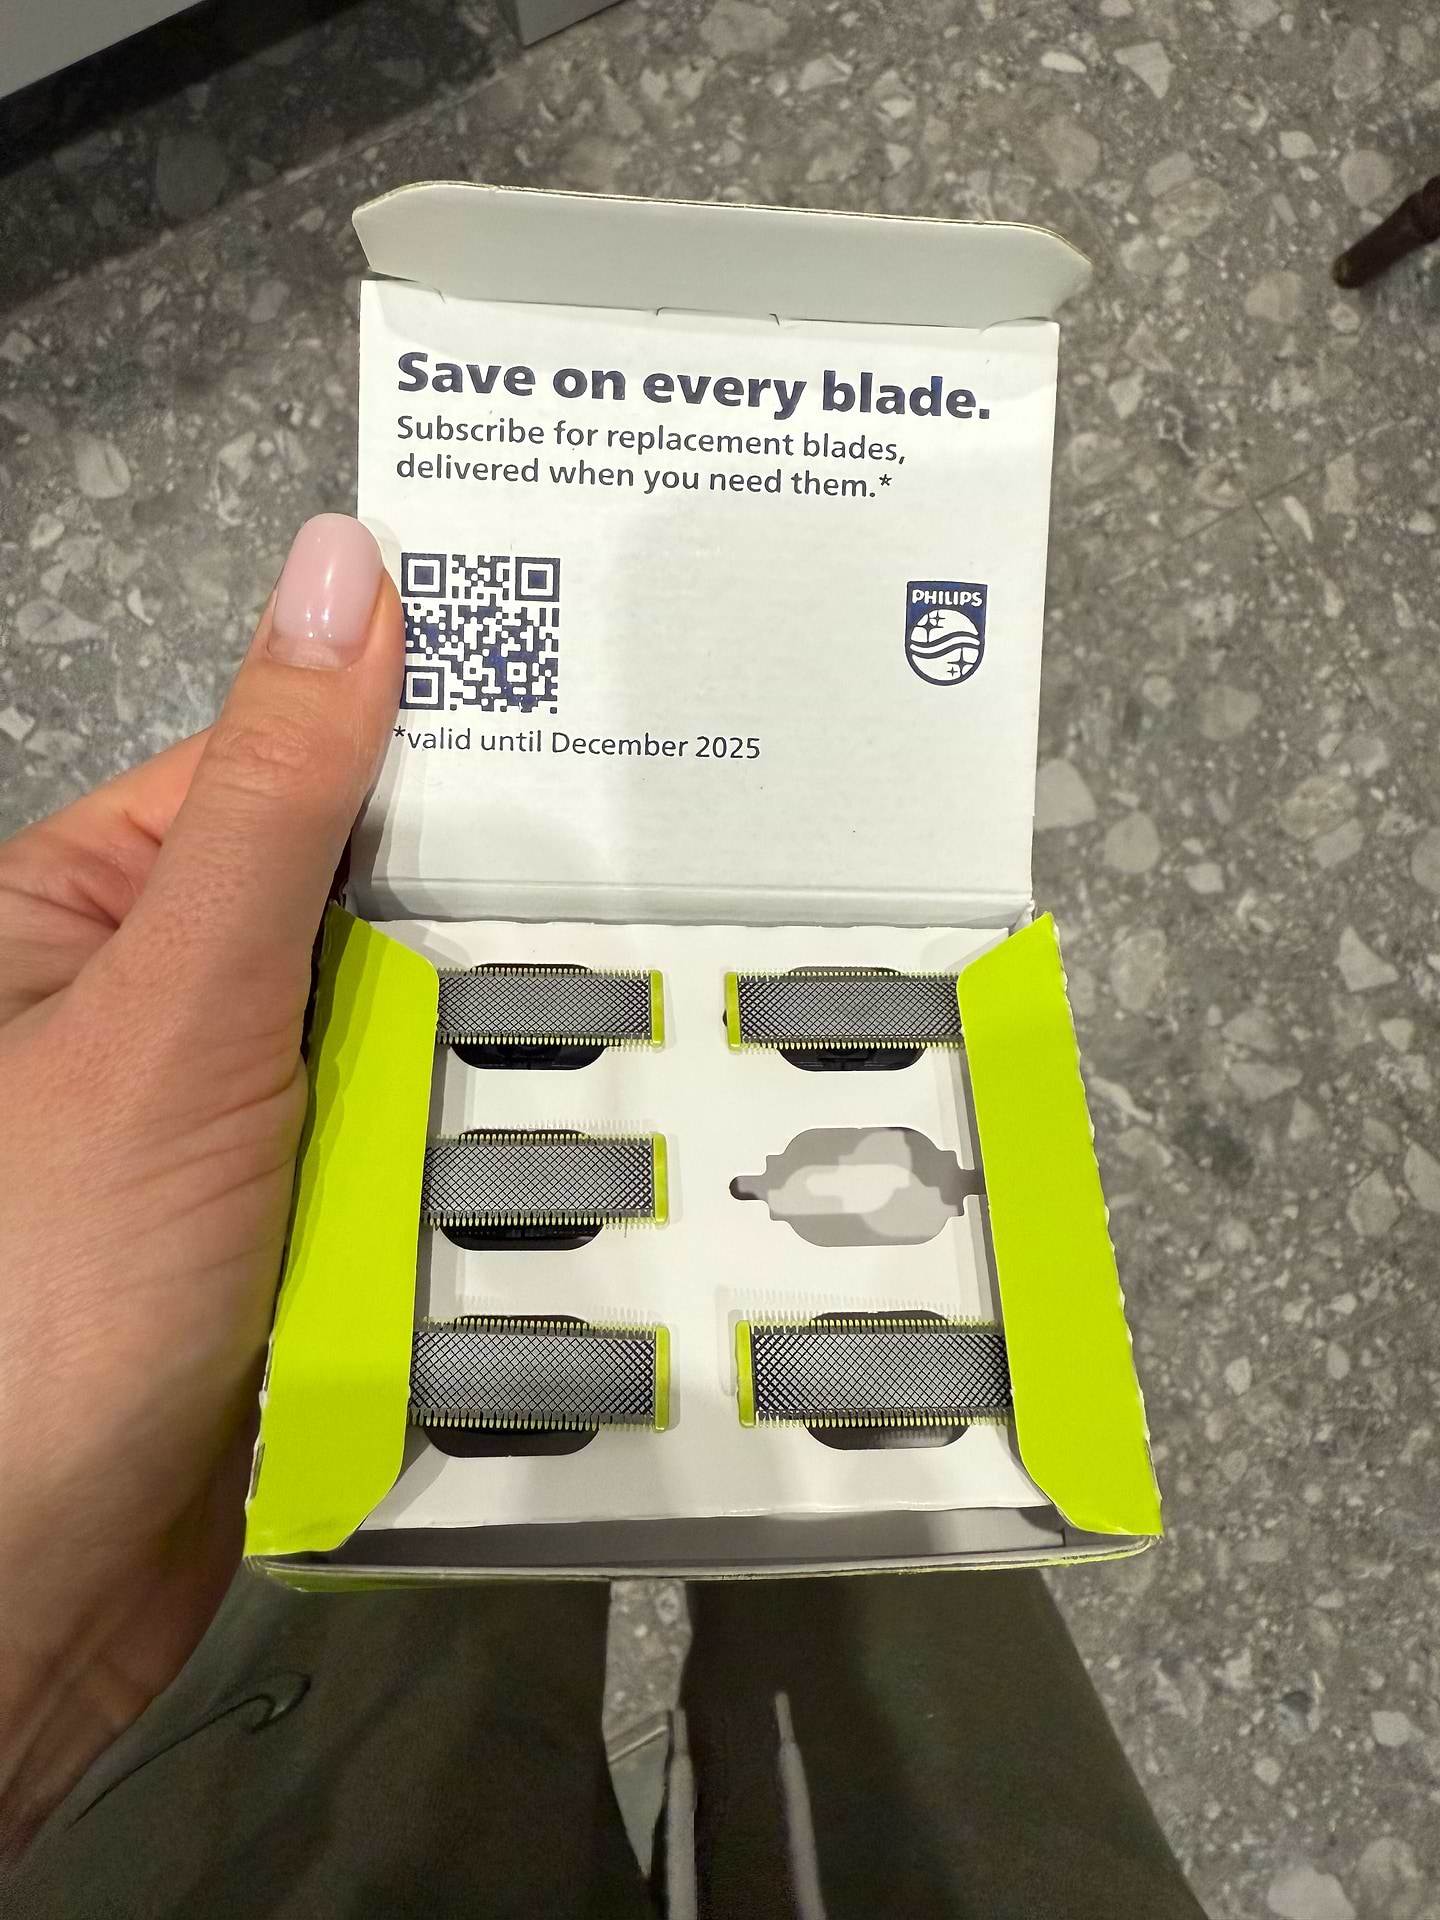 Save on every blade.
Subscribe for replacement blades,
delivered when you need them.*
PHILIPS
*valid until December 2025